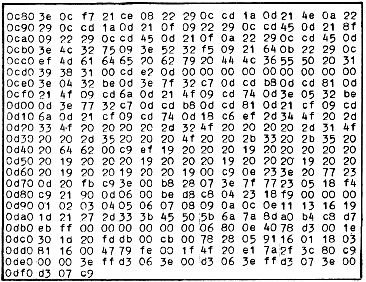 0c80 3e 0c f7 21 ce 08 22 29 0c cd 1a 0d 21 4e 0a 22
0c90 29 0c cd 1a 0d 21 0f 09 22 29 0c cd 45 0d 21 8f
0ca0 09 22 29 0c cd 45 0d 21 0f 0a 22 29 0c cd 45 0d
0cb0 3e 4c 32 75 09 3e 52 32 f5 09 21 64 0b 22 29 0c
0cc0 ef 4d 61 64 65 20 62 79 20 44 4c 36 55 50 20 31
0cd0 39 38 31 00 cd e2 0d 00 00 00 00 00 00 00 00 00
0ce0 3e 04 32 be 0d 3e 7f 32 c7 0d cd b8 0d cd 81 0d
0cf0 21 4f 09 cd 6a 0d 21 4f 09 cd 74 0d 3e 05 32 be
0d00 0d 3e 77 32 c7 0d cd b8 0d cd 81 0d 21 cf 09 cd
0d10 6a 0d 21 cf 09 cd 74 0d 18 c6 ef 2d 34 4f 20 2d
0d20 33 4f 20 20 20 20 2d 32 4f 20 20 20 20 2d 31 4f
0d30 20 20 2d 35 20 20 20 4f 20 20 2b 33 20 2b 35 20
0d40 20 64 62 00 c9 ef 19 20 20 20 19 20 20 20 20 20
0d50 20 19 20 20 20 20 19 20 20 19 20 20 20 19 20 20
0d60 20 19 20 20 19 20 19 00 c9 0e 23 3e 20 77 23
0d70 0d 20 fb c9 3e 00 b8 28 07 3e 7f 77 23 05 18 f4
0d80 c9 21 90 0d 06 00 be d8 c8 04 23 18 f9 00 00 00
0d90 01 02 03 04 05 06 07 08 09 0a 0c 0e 11 13 16 19
0da0 1d 21 27 2d 33 3b 45 50 5b 6a 7a 8d a0 b4 c8 d7
0db0 eb ff 00 00 00 00 00 00 06 80 0e 40 78 d3 00 1e
0dc0 30 1d 20 fd db 00 cb 00 78 28 05 91 16 01 18 03
0dd0 81 16 00 47 79 fe 00 1f 4f 20 e1 7a 2f 3c 80 c9
0de0 00 00 3e ff d3 06 3e 00 d3 06 3e ff d3 07 3e 00
0df0 d3 07 c9